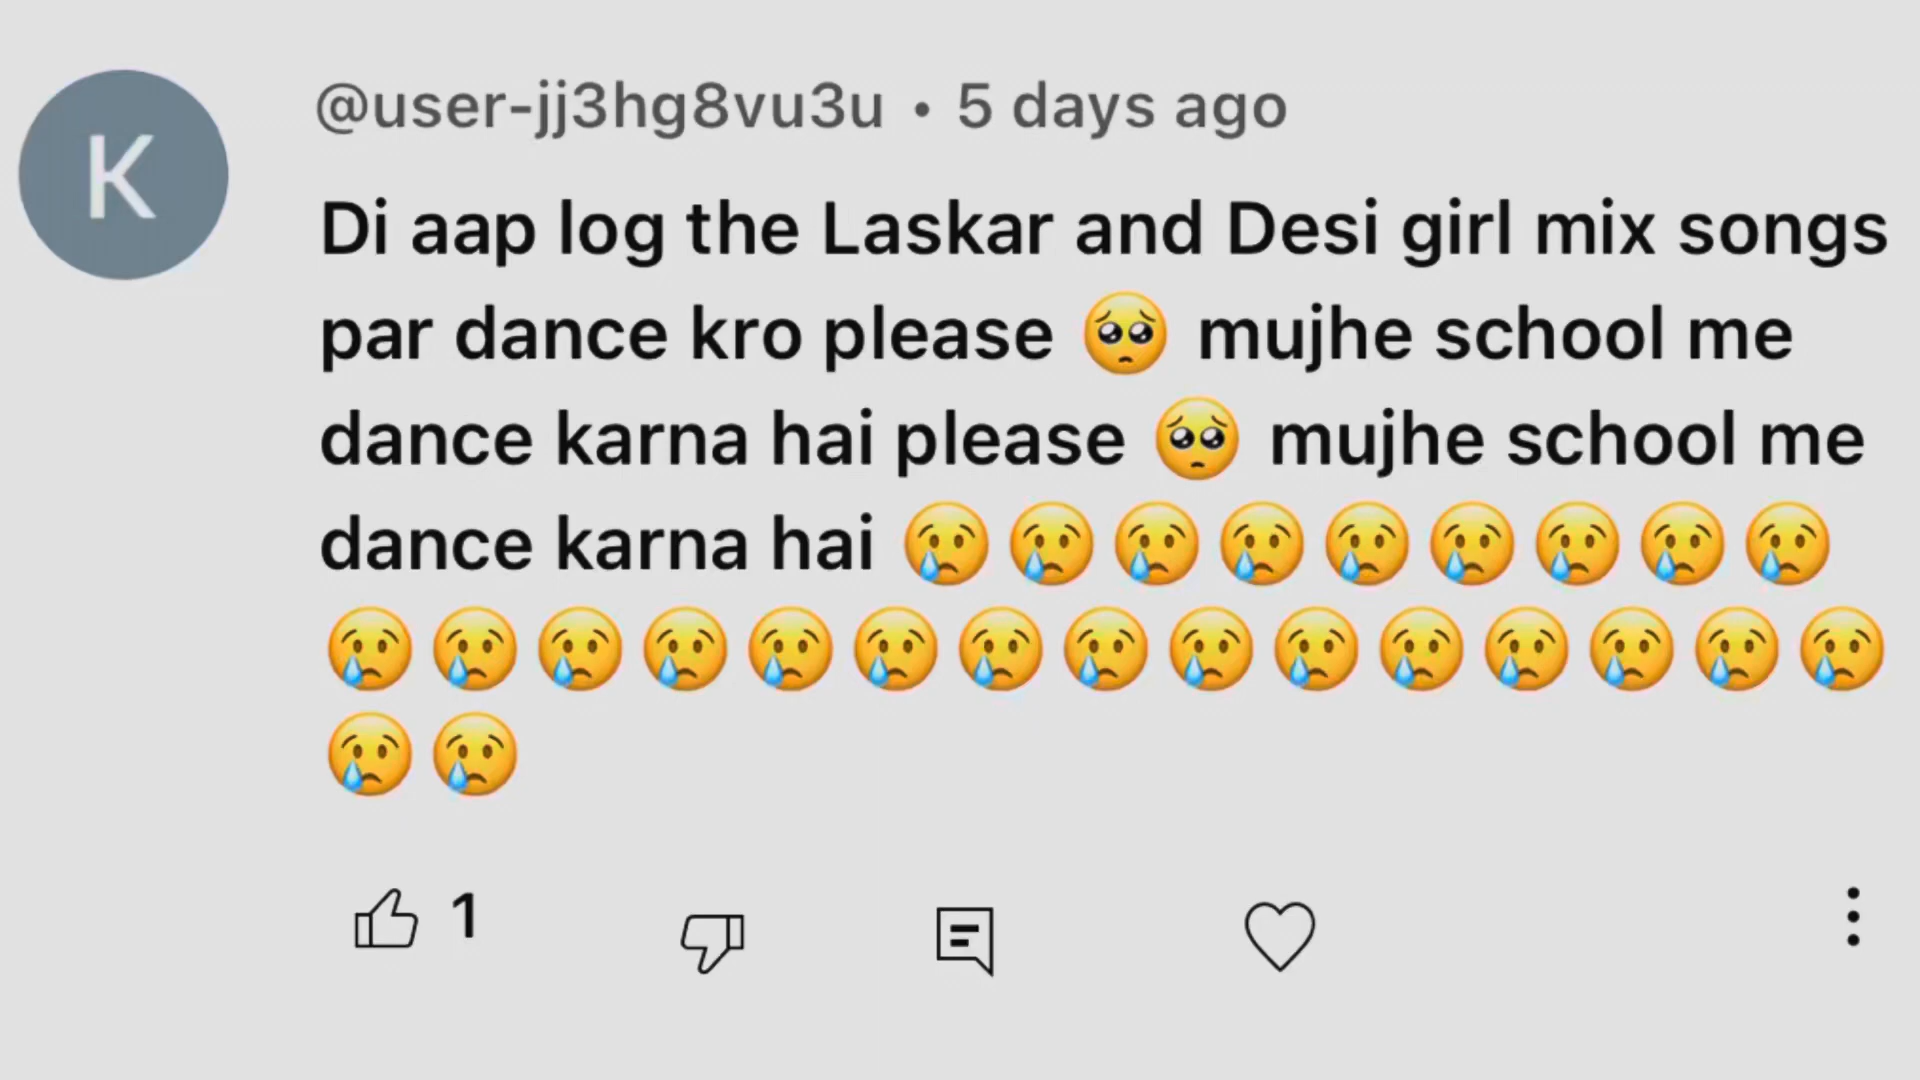 K
@user-jj3hg8vu3u • 5 days ago
Di aap log the Laskar and Desi girl mix songs
par dance kro please 🥺 mujhe school me
dance karna hai please 🥺 mujhe school me
dance karna hai 😢😢😢😢😢😢😢😢😢
😢😢😢😢😢😢😢😢😢😢😢😢😢😢😢
😢😢
1